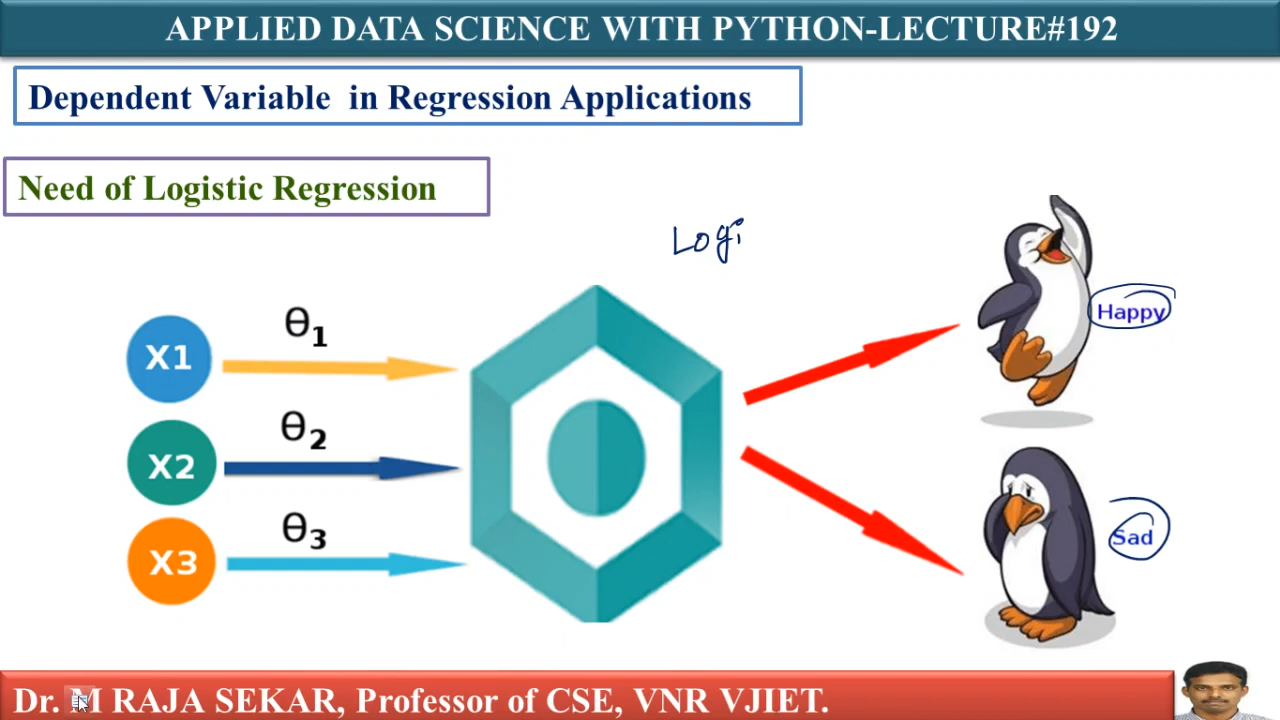 APPLIED DATA SCIENCE WITH PYTHON-LECTURE#192
Dependent Variable in Regression Applications
Need of Logistic Regression
Logi
Happy
X1
θ1
X2
θ2
X3
θ3
Sad
Dr. M RAJA SEKAR, Professor of CSE, VNR VJIET.